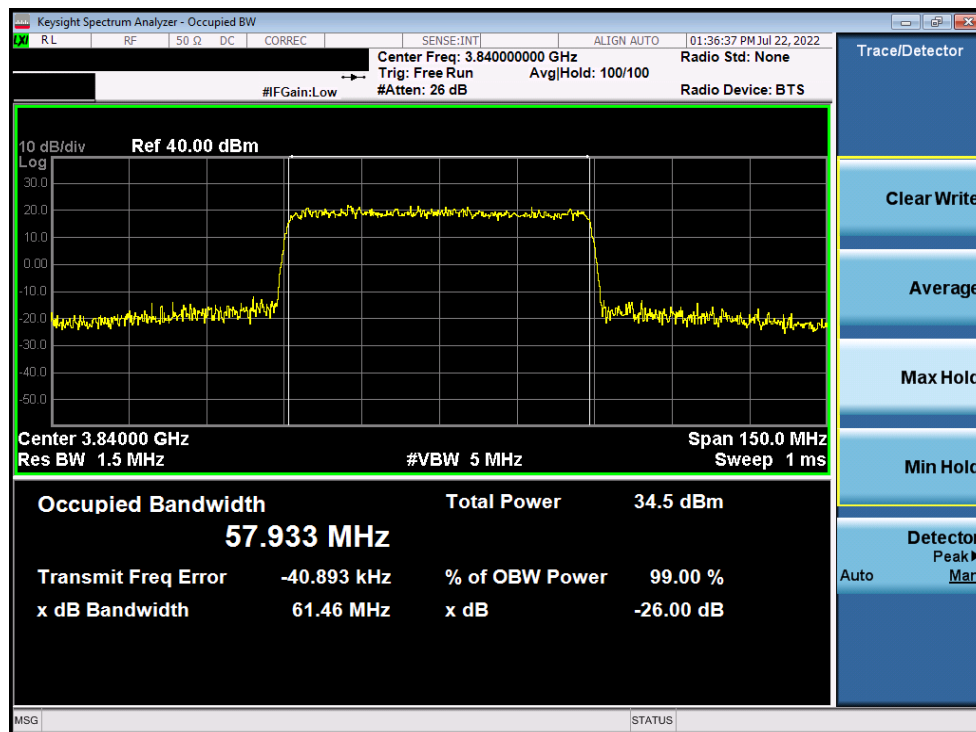 Keysight Spectrum Analyzer - Occupied BW
LXI RL RF 50 Ω DC CORREC SENSE:INT ALIGN AUTO 01:36:37 PM Jul 22, 2022
Center Freq: 3.840000000 GHz Radio Std: None
Trig: Free Run Avg|Hold: 100/100
#IFGain:Low #Atten: 26 dB Radio Device: BTS
Trace/Detector
10 dB/div Ref 40.00 dBm
Log
30.0
20.0
10.0
0.00
-10.0
-20.0
-30.0
-40.0
-50.0
Center 3.84000 GHz Span 150.0 MHz
Res BW 1.5 MHz #VBW 5 MHz Sweep 1 ms
Occupied Bandwidth Total Power 34.5 dBm
57.933 MHz
Transmit Freq Error -40.893 kHz % of OBW Power 99.00 %
x dB Bandwidth 61.46 MHz x dB -26.00 dB
Clear Write
Average
Max Hold
Min Hold
Detector
Peak
Auto Man
MSG STATUS